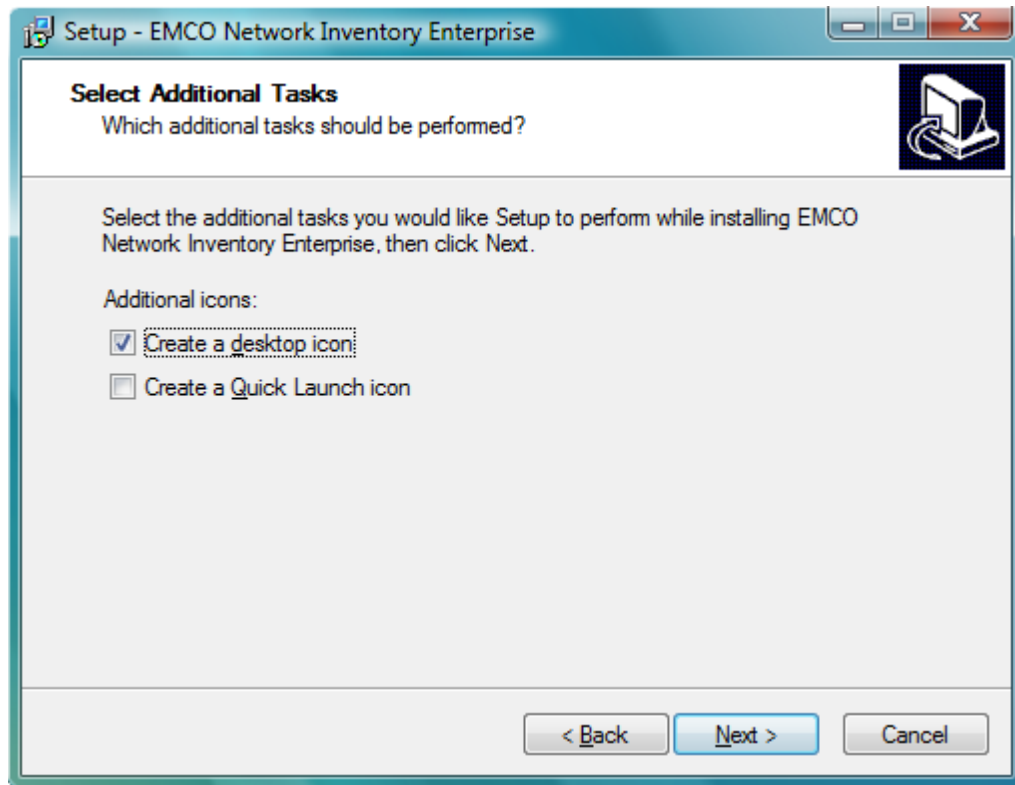 Setup - EMCO Network Inventory Enterprise
Select Additional Tasks
Which additional tasks should be performed?
Select the additional tasks you would like Setup to perform while installing EMCO
Network Inventory Enterprise, then click Next.
Additional icons:
Create a desktop icon
Create a Quick Launch icon
< Back Next > Cancel